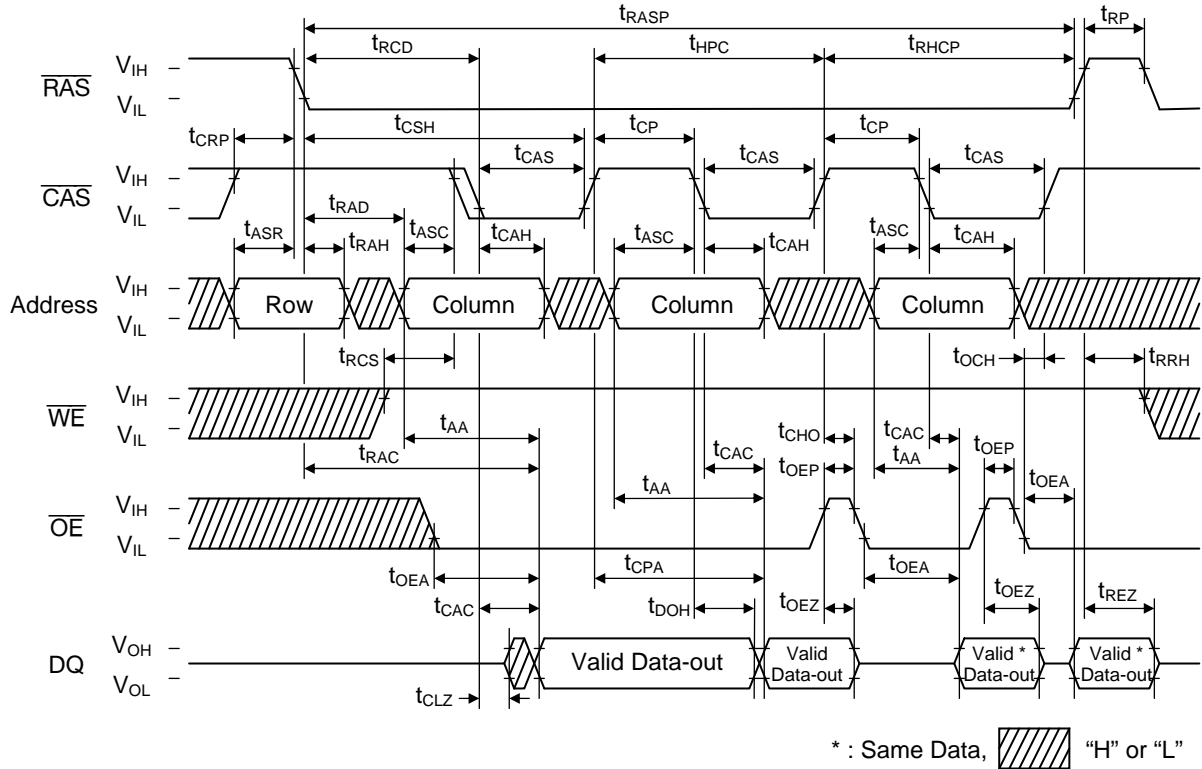 tRASP tRP
tRCD tHPC tRHCP
RAS VIH
VIL
tCRP tCSH tCP tCP
tCAS tCAS tCAS
CAS VIH
VIL
tRAD
tASR tRAH tASC tCAH tASC tCAH tASC tCAH
Address VIH
VIL
Row Column Column Column
tRCS tOCH tRRH
WE VIH
VIL
tAA tCHO tCAC
tRAC tCAC tOEP tAA tOEP
tAA tOEA
OE VIH
VIL
tOEA tCPA tOEA
tCAC tDOH tOEZ tOEZ tREZ
DQ VOH
VOL
Valid Data-out Valid Data-out Valid * Data-out Valid * Data-out
tCLZ
* : Same Data, “H” or “L”